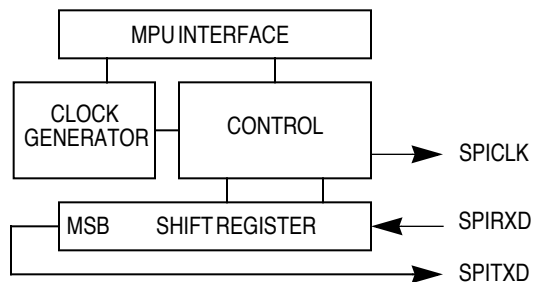 MPU INTERFACE
CLOCK
GENERATOR
CONTROL
SPICLK
MSB SHIFT REGISTER
SPIRXD
SPITXD